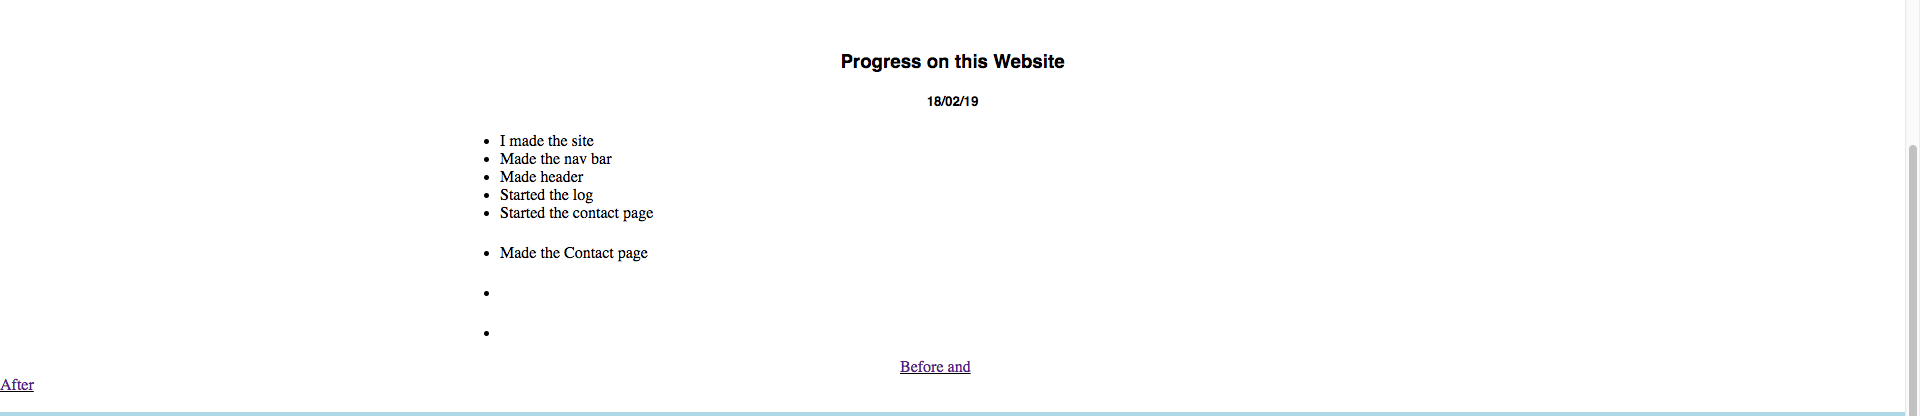 Progress on this Website
18/02/19
I made the site
Made the nav bar
Made header
Started the log
Started the contact page
Made the Contact page
Before and
After